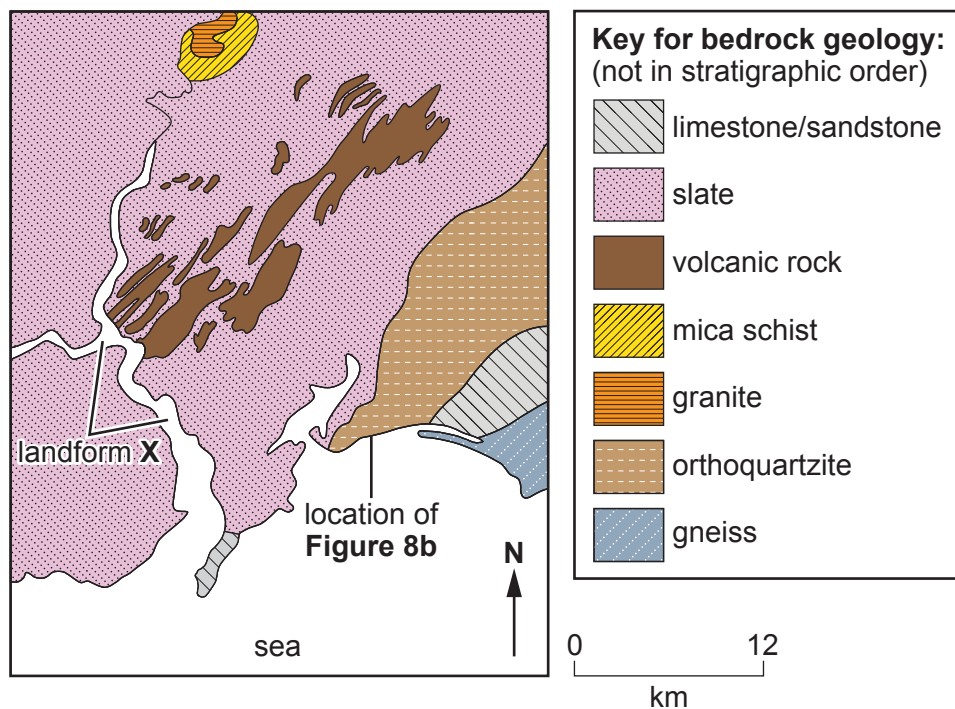 landform X
location of
Figure 8b
N
sea
Key for bedrock geology:
(not in stratigraphic order)
limestone/sandstone
slate
volcanic rock
mica schist
granite
orthoquartzite
gneiss
0 12
km